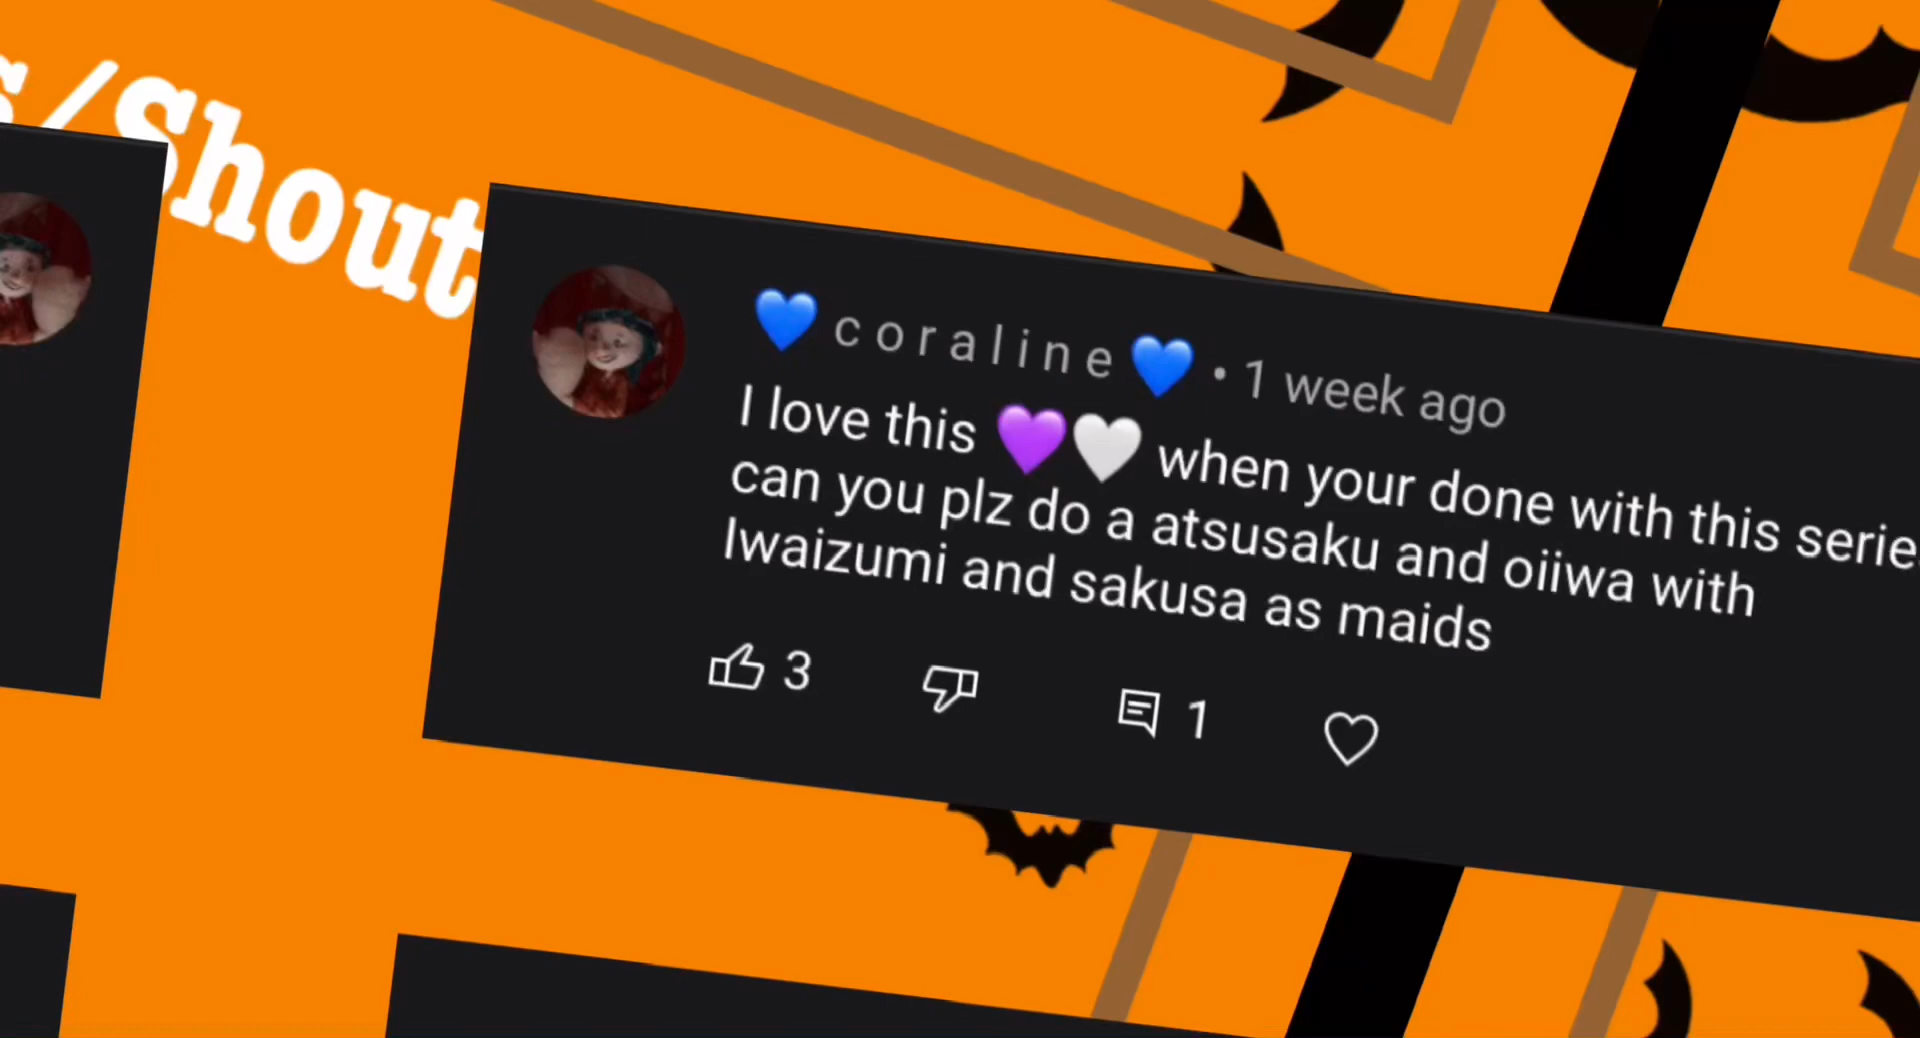 s/Shout
💙 c o r a l i n e 💙 • 1 week ago
I love this 💜🤍 when your done with this serie
can you plz do a atsusaku and oiiwa with
Iwaizumi and sakusa as maids
3
1